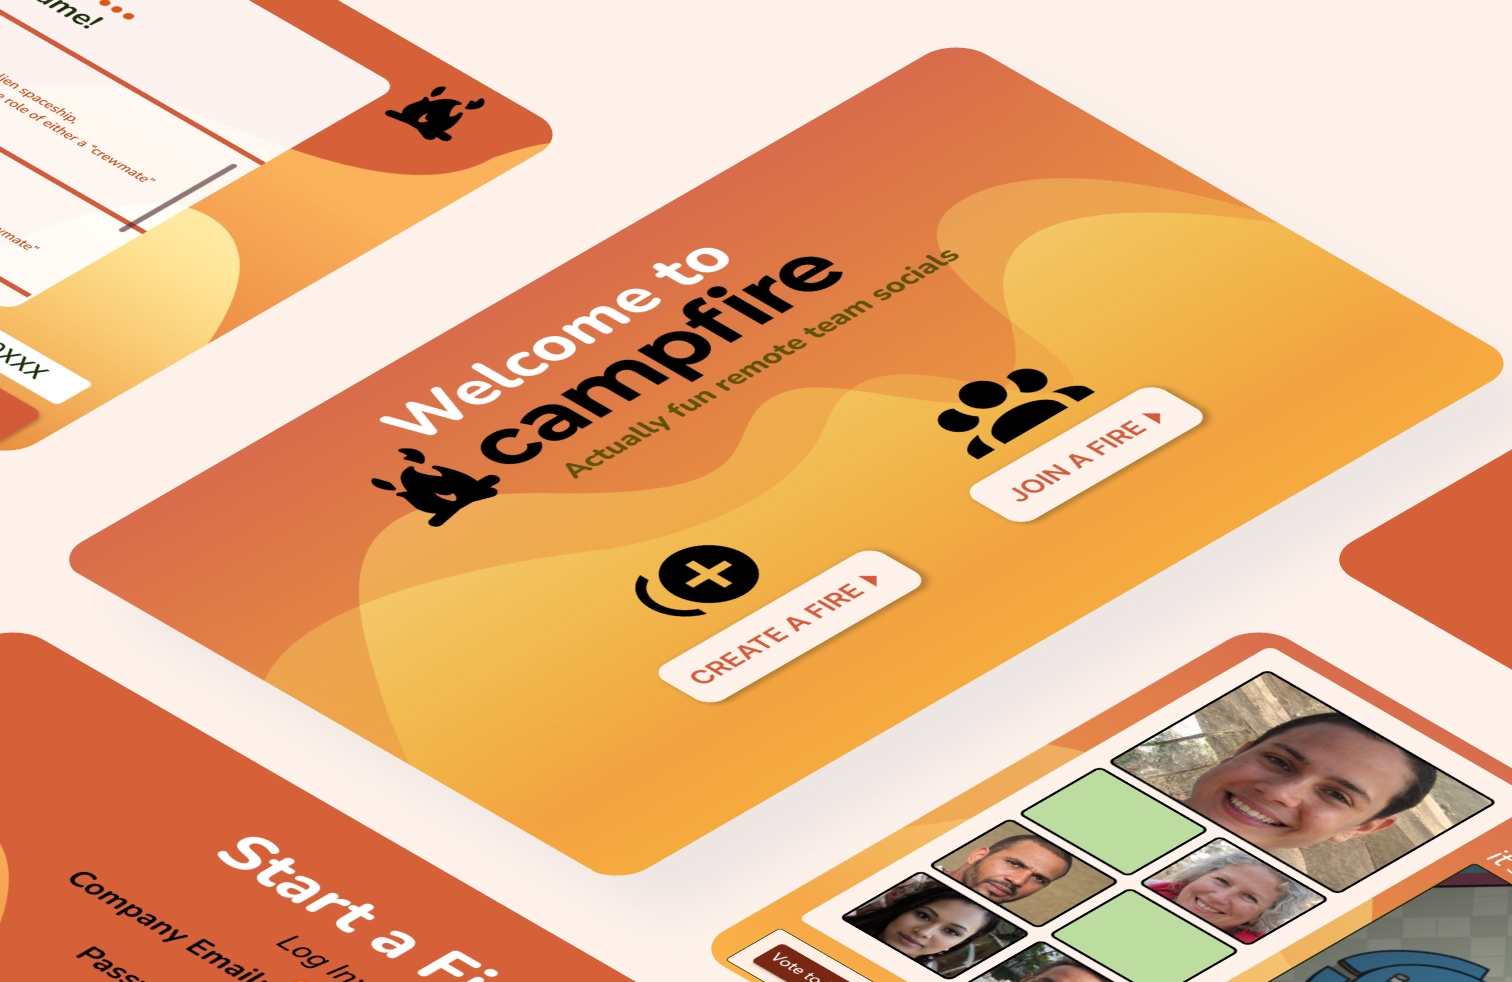 ame!
lien spaceship,
e role of either a "crewmate"
wmate"
XXX
Welcome to
campfire
Actually fun remote team socials
JOIN A FIRE
CREATE A FIRE
Start a Fi
Log In
Company Email
Pass
it's
Vote to